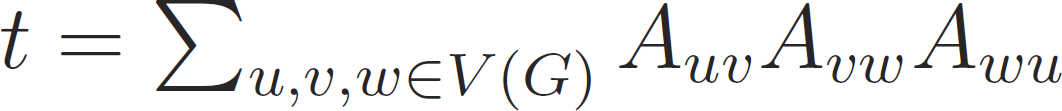 t = ∑_{u,v,w∈V(G)} A_{uv} A_{vw} A_{wu}